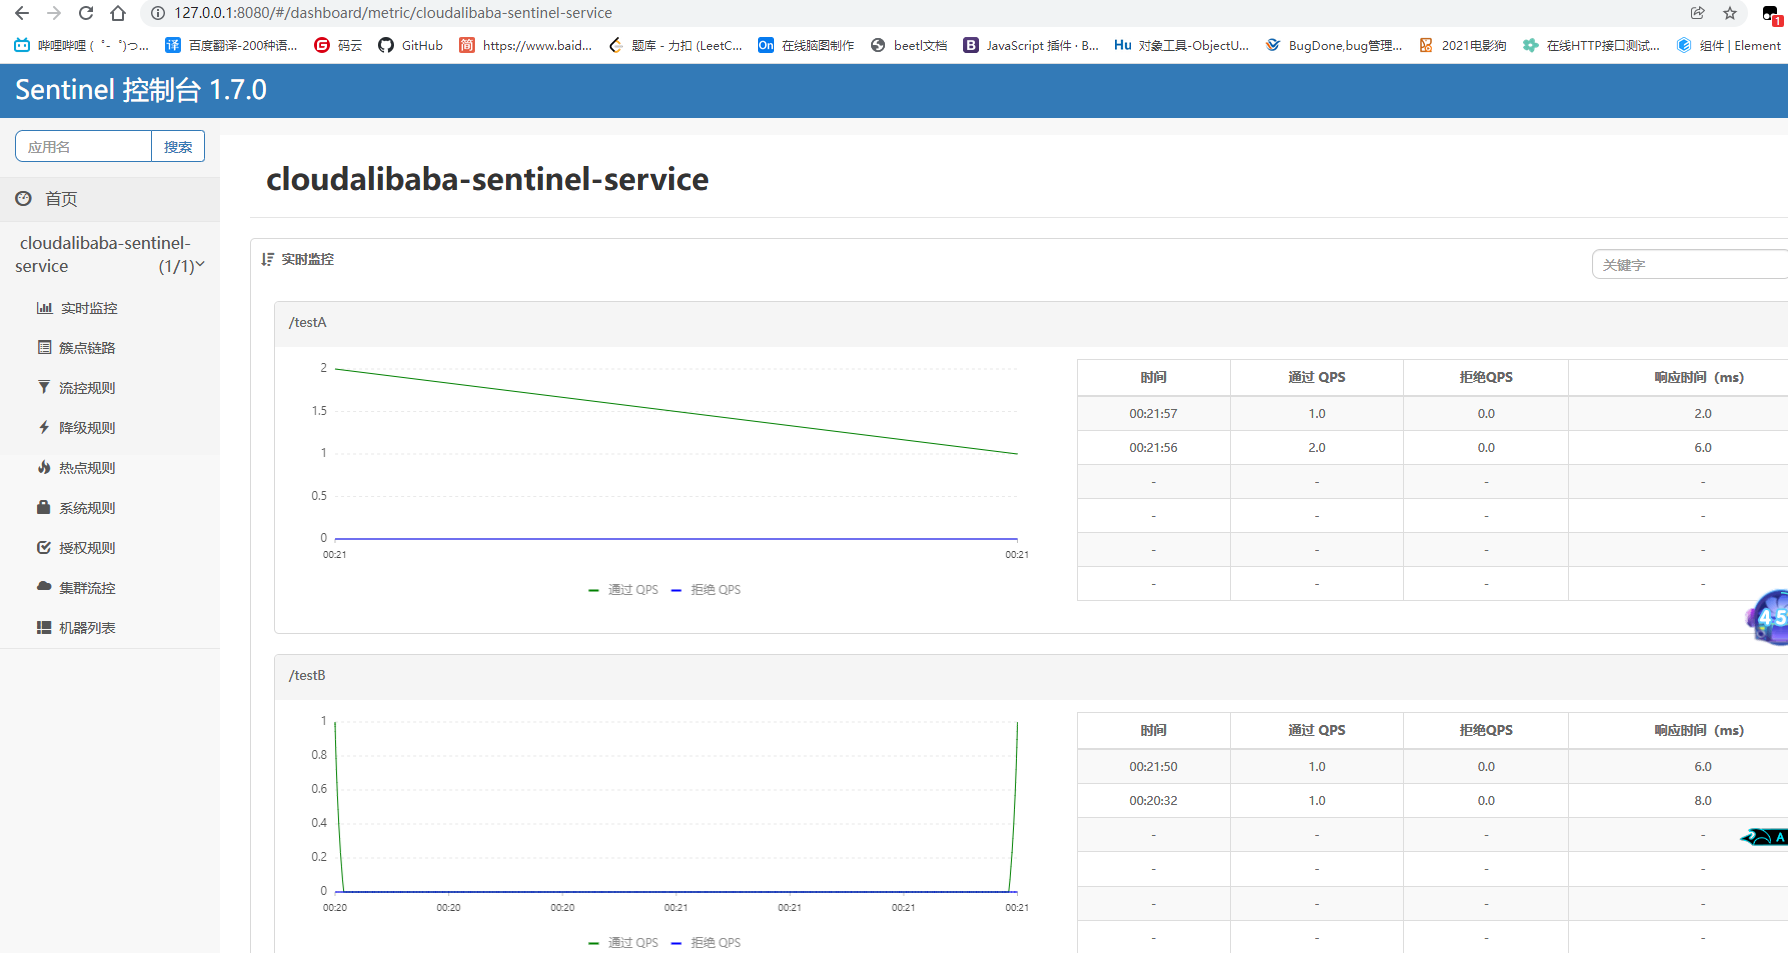 127.0.0.1:8080/#/dashboard/metric/cloudalibaba-sentinel-service
1
哔哩哔哩 ( ゜- ゜)つ... 百度翻译-200种语... 码云 GitHub https://www.baid... 题库 - 力扣 (LeetC... 在线脑图制作 beetl文档 JavaScript 插件 · B... 对象工具-ObjectU... BugDone,bug管理... 2021电影狗 在线HTTP接口测试... 组件 | Element
Sentinel 控制台 1.7.0
应用名 搜索
首页
cloudalibaba-sentinel-
service (1/1)
实时监控
簇点链路
流控规则
降级规则
热点规则
系统规则
授权规则
集群流控
机器列表
cloudalibaba-sentinel-service
实时监控 关键字
/testA
2
1.5
1
0.5
0
00:21 00:21
通过 QPS 拒绝 QPS
时间 通过 QPS 拒绝QPS 响应时间 (ms)
00:21:57 1.0 0.0 2.0
00:21:56 2.0 0.0 6.0
- - - -
- - - -
- - - -
- - - -
/testB
1
0.8
0.6
0.4
0.2
0
00:20 00:20 00:20 00:21 00:21 00:21 00:21
通过 QPS 拒绝 QPS
时间 通过 QPS 拒绝QPS 响应时间 (ms)
00:21:50 1.0 0.0 6.0
00:20:32 1.0 0.0 8.0
- - - -
- - - -
- - - -
- - - -
45
A